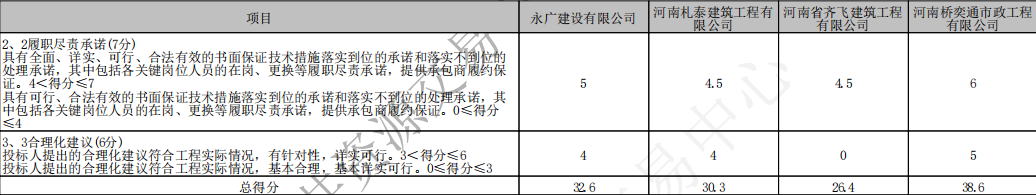 项目 永广建设有限公司 河南札泰建筑工程有限公司 河南省齐飞建筑工程有限公司 河南桥奕通市政工程有限公司
2、2履职尽责承诺(7分)
具有全面、详实、可行、合法有效的书面保证技术措施落实到位的承诺和落实不到位的
处理承诺，其中包括各关键岗位人员的在岗、更换等履职尽责承诺，提供承包商履约保
证。4＜得分≤7
具有可行、合法有效的书面保证技术措施落实到位的承诺和落实不到位的处理承诺，其
中包括各关键岗位人员的在岗、更换等履职尽责承诺，提供承包商履约保证。0≤得分
≤4
5 4.5 4.5 6
3、3合理化建议(6分)
投标人提出的合理化建议符合工程实际情况，有针对性，详实可行。3＜得分≤6
投标人提出的合理化建议符合工程实际情况，基本合理，基本详实可行。0≤得分≤3
4 4 0 5
总得分 32.6 30.3 26.4 38.6
共资源交易
易中心